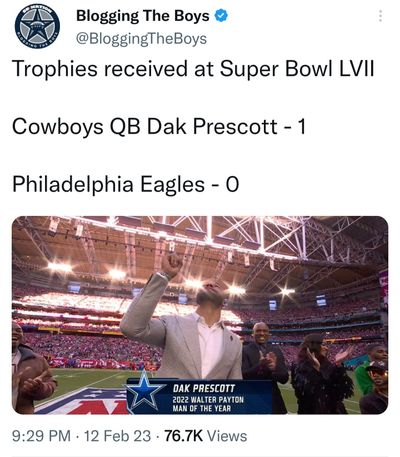 Blogging The Boys
@BloggingTheBoys
Trophies received at Super Bowl LVII
Cowboys QB Dak Prescott - 1
Philadelphia Eagles - 0
DAK PRESCOTT
2022 WALTER PAYTON
MAN OF THE YEAR
9:29 PM · 12 Feb 23 · 76.7K Views